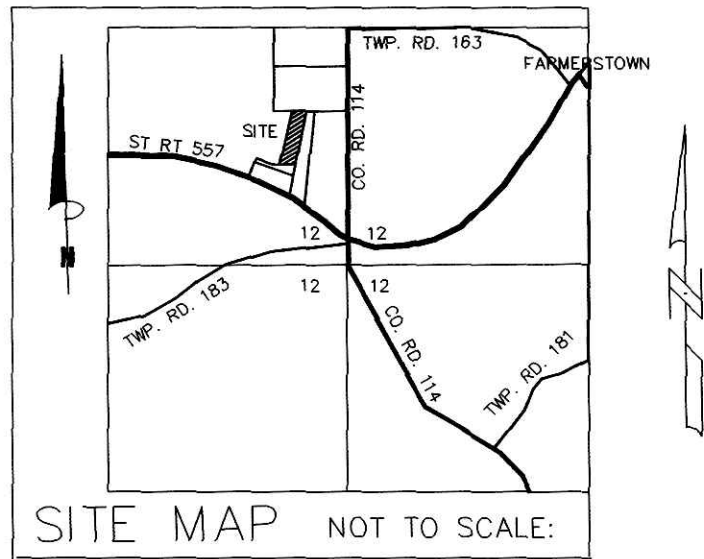 TWP. RD. 163
FARMERSTOWN
CO. RD. 114
SITE
ST RT 557
12 12
12 12
TWP. RD. 183
CO. RD. 114
TWP. RD. 181
N
N
SITE MAP NOT TO SCALE: